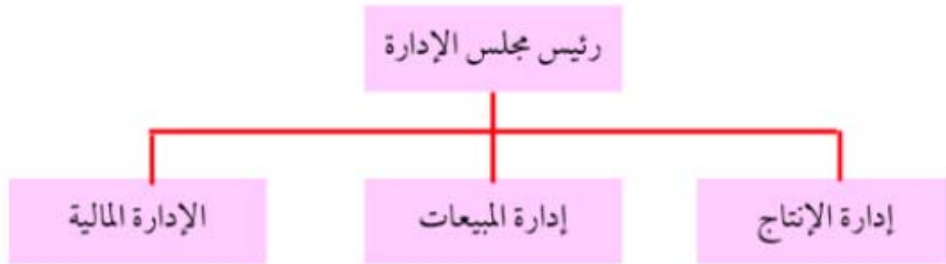 رئيس مجلس الإدارة
إدارة الإنتاج
إدارة المبيعات
الإدارة المالية